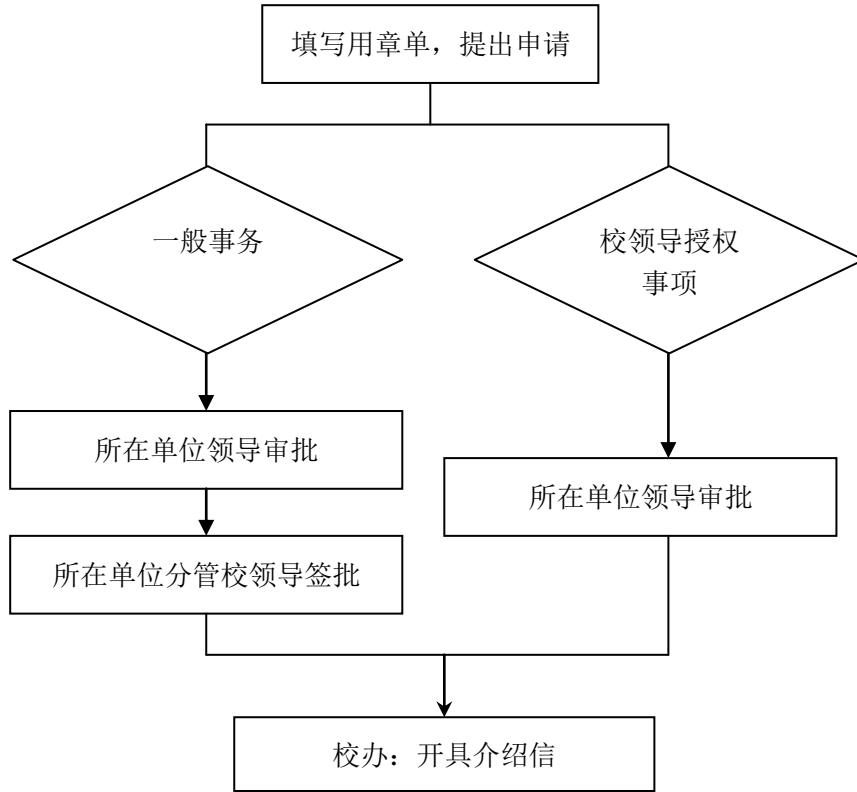 填写用章单，提出申请
一般事务
校领导授权
事项
所在单位领导审批
所在单位领导审批
所在单位分管校领导签批
校办：开具介绍信